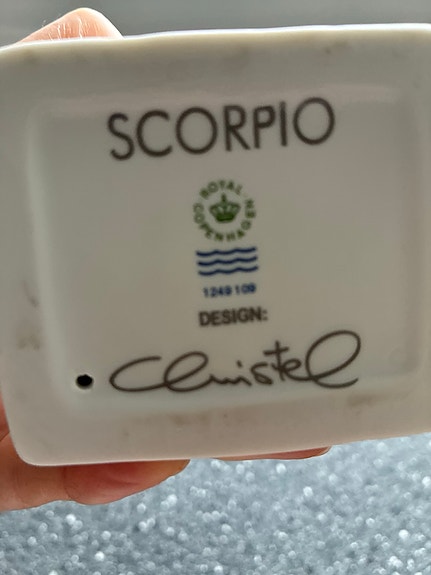 SCORPIO
ROYAL COPENHAGEN
1249 109
DESIGN:
Christel